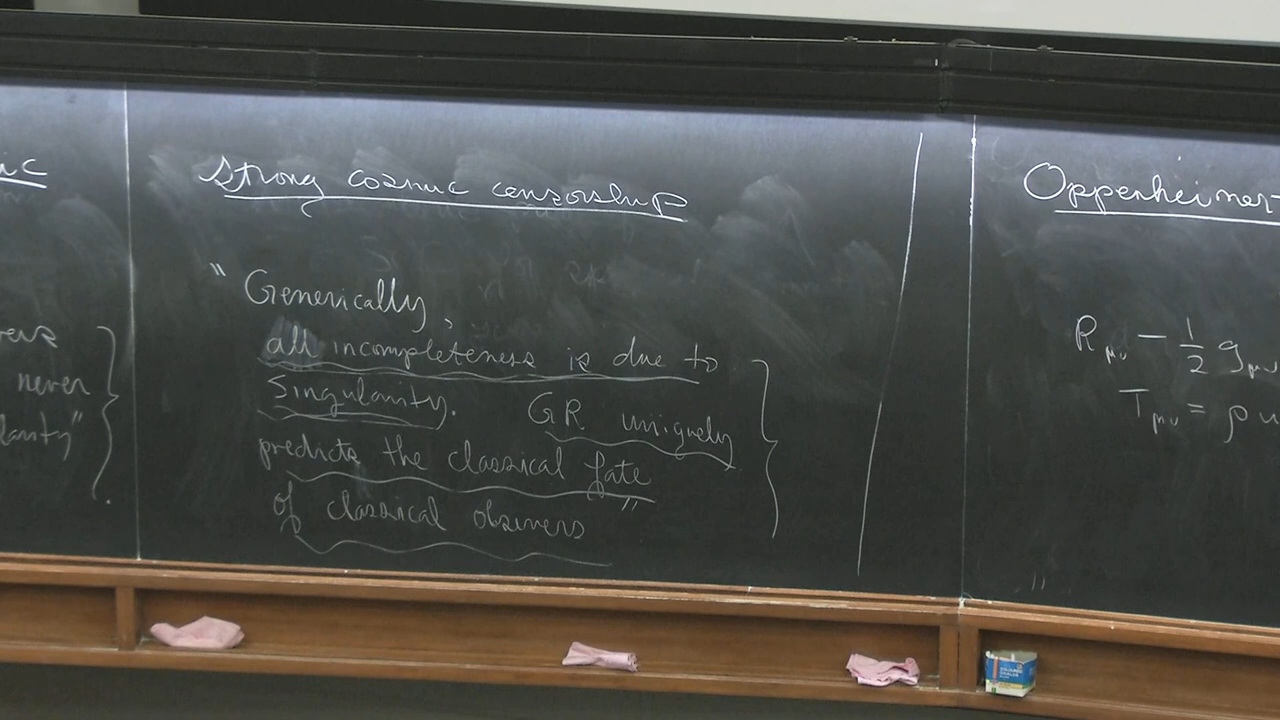 strong cosmic censorship
" Generically,
all incompleteness is due to
singularity. GR uniquely
predicts the classical fate
of classical observers "
never
Oppenheimer-
R_μν - 1/2 g_μν
T_μν = ρ u